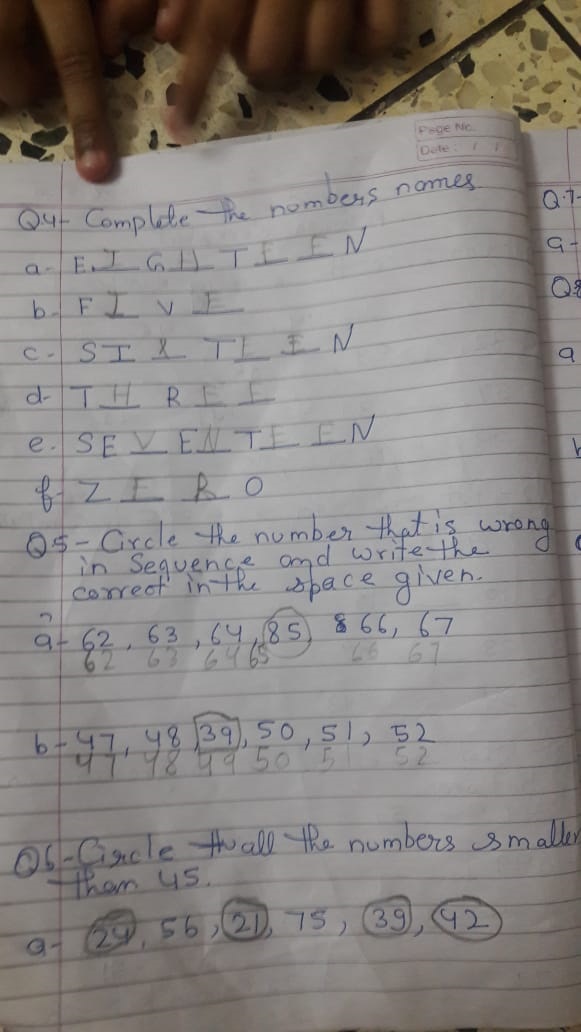 Page No.
Date: / /
Q4- Complete the numbers names
a- E I G H T E E N
b- F I V E
c- S I X T E E N
d- T H R E E
e. S E V E N T E E N
f- Z E R O
Q5- Circle the number that is wrong
in Sequence and write the
correct in the space given.
a- 62, 63, 64, 85, 66, 67
62 63 64 65 66 67
b- 47, 48, 39, 50, 51, 52
47 48 49 50 51 52
Q6- Circle all the numbers smaller
than 45.
a- 24, 56, 21, 75, 39, 42
Q.7-
a-
Q8
a